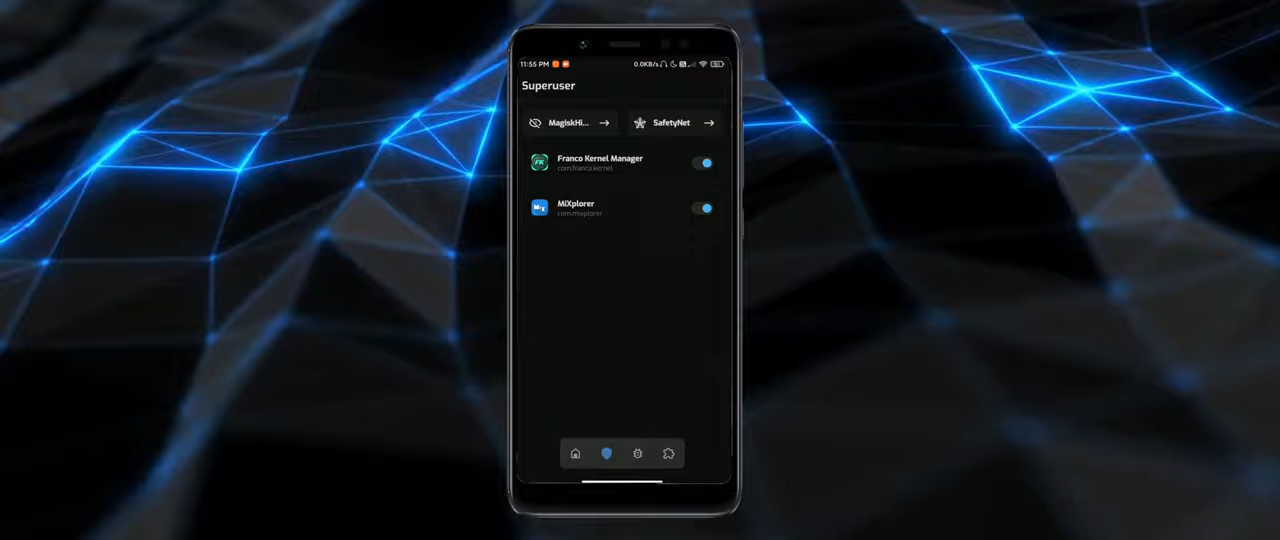 11:55 PM 0.0KB/s
Superuser
MagiskHi... SafetyNet
Franco Kernel Manager
com.franco.kernel
MiXplorer
com.mixplorer